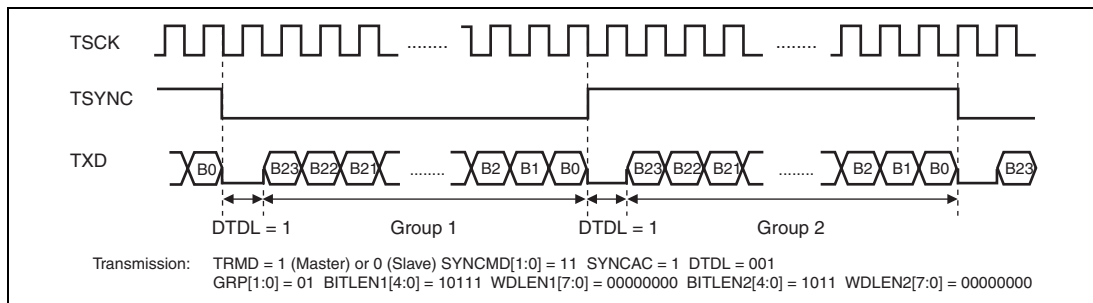 TSCK ........ ........
TSYNC
TXD B0 B23 B22 B21 ........ B2 B1 B0 B23 B22 B21 ........ B2 B1 B0 B23
DTDL = 1 Group 1 DTDL = 1 Group 2
Transmission: TRMD = 1 (Master) or 0 (Slave) SYNCMD[1:0] = 11 SYNCAC = 1 DTDL = 001
GRP[1:0] = 01 BITLEN1[4:0] = 10111 WDLEN1[7:0] = 00000000 BITLEN2[4:0] = 1011 WDLEN2[7:0] = 00000000